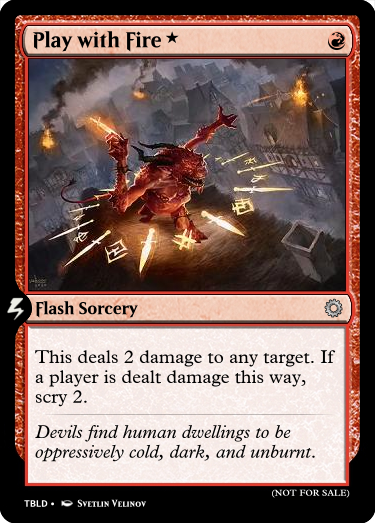 Play with Fire★
Flash Sorcery
This deals 2 damage to any target. If
a player is dealt damage this way,
scry 2.
Devils find human dwellings to be
oppressively cold, dark, and unburnt.
(NOT FOR SALE)
TBLD • Svetlin Velinov